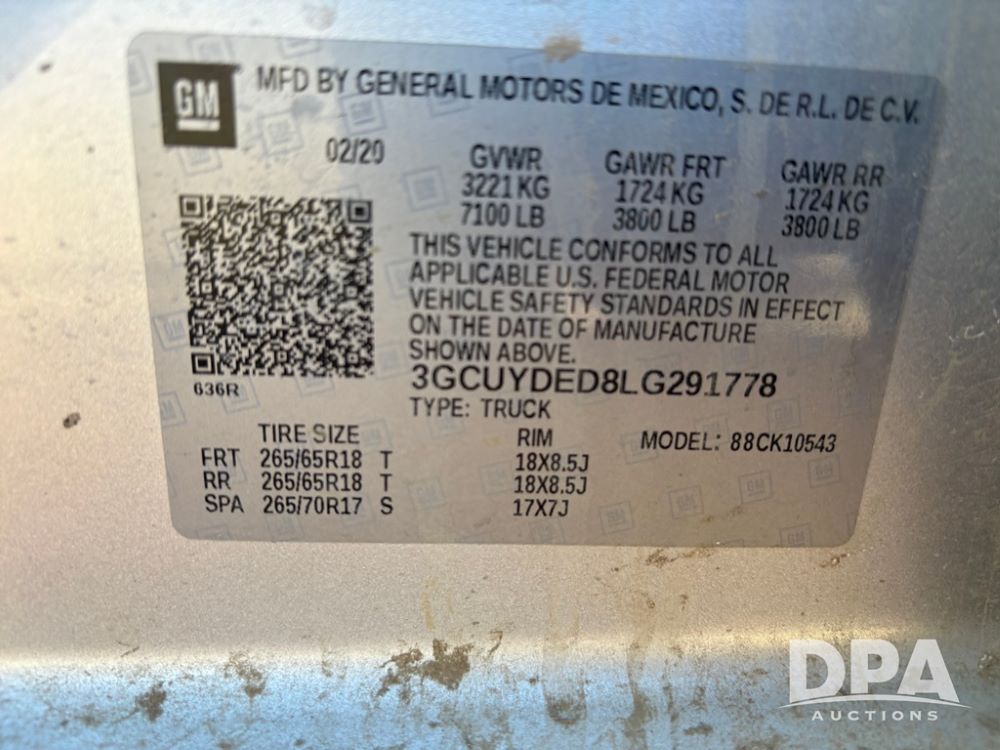 GM
MFD BY GENERAL MOTORS DE MEXICO, S. DE R.L. DE C.V.
02/20
GVWR GAWR FRT GAWR RR
3221 KG 1724 KG 1724 KG
7100 LB 3800 LB 3800 LB
THIS VEHICLE CONFORMS TO ALL
APPLICABLE U.S. FEDERAL MOTOR
VEHICLE SAFETY STANDARDS IN EFFECT
ON THE DATE OF MANUFACTURE
SHOWN ABOVE.
636R
3GCUYDED8LG291778
TYPE: TRUCK
TIRE SIZE RIM MODEL: 88CK10543
FRT 265/65R18 T 18X8.5J
RR 265/65R18 T 18X8.5J
SPA 265/70R17 S 17X7J
DPA
AUCTIONS